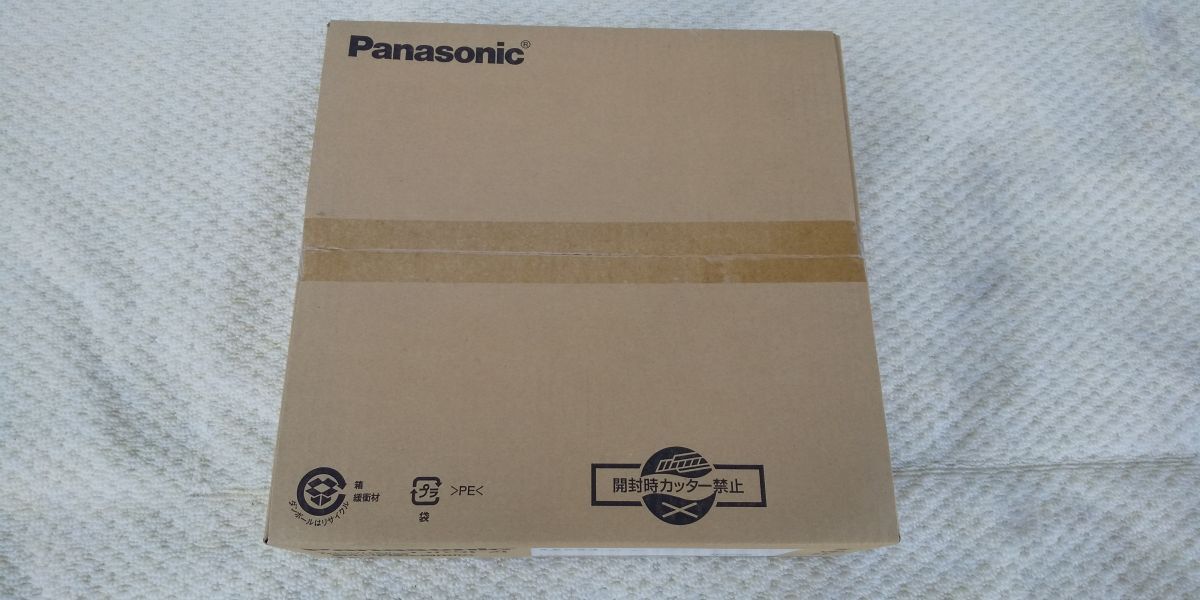 Panasonic®
箱
緩衝材
ダンボールはリサイクル
プラ
>PE<
袋
開封時カッター禁止